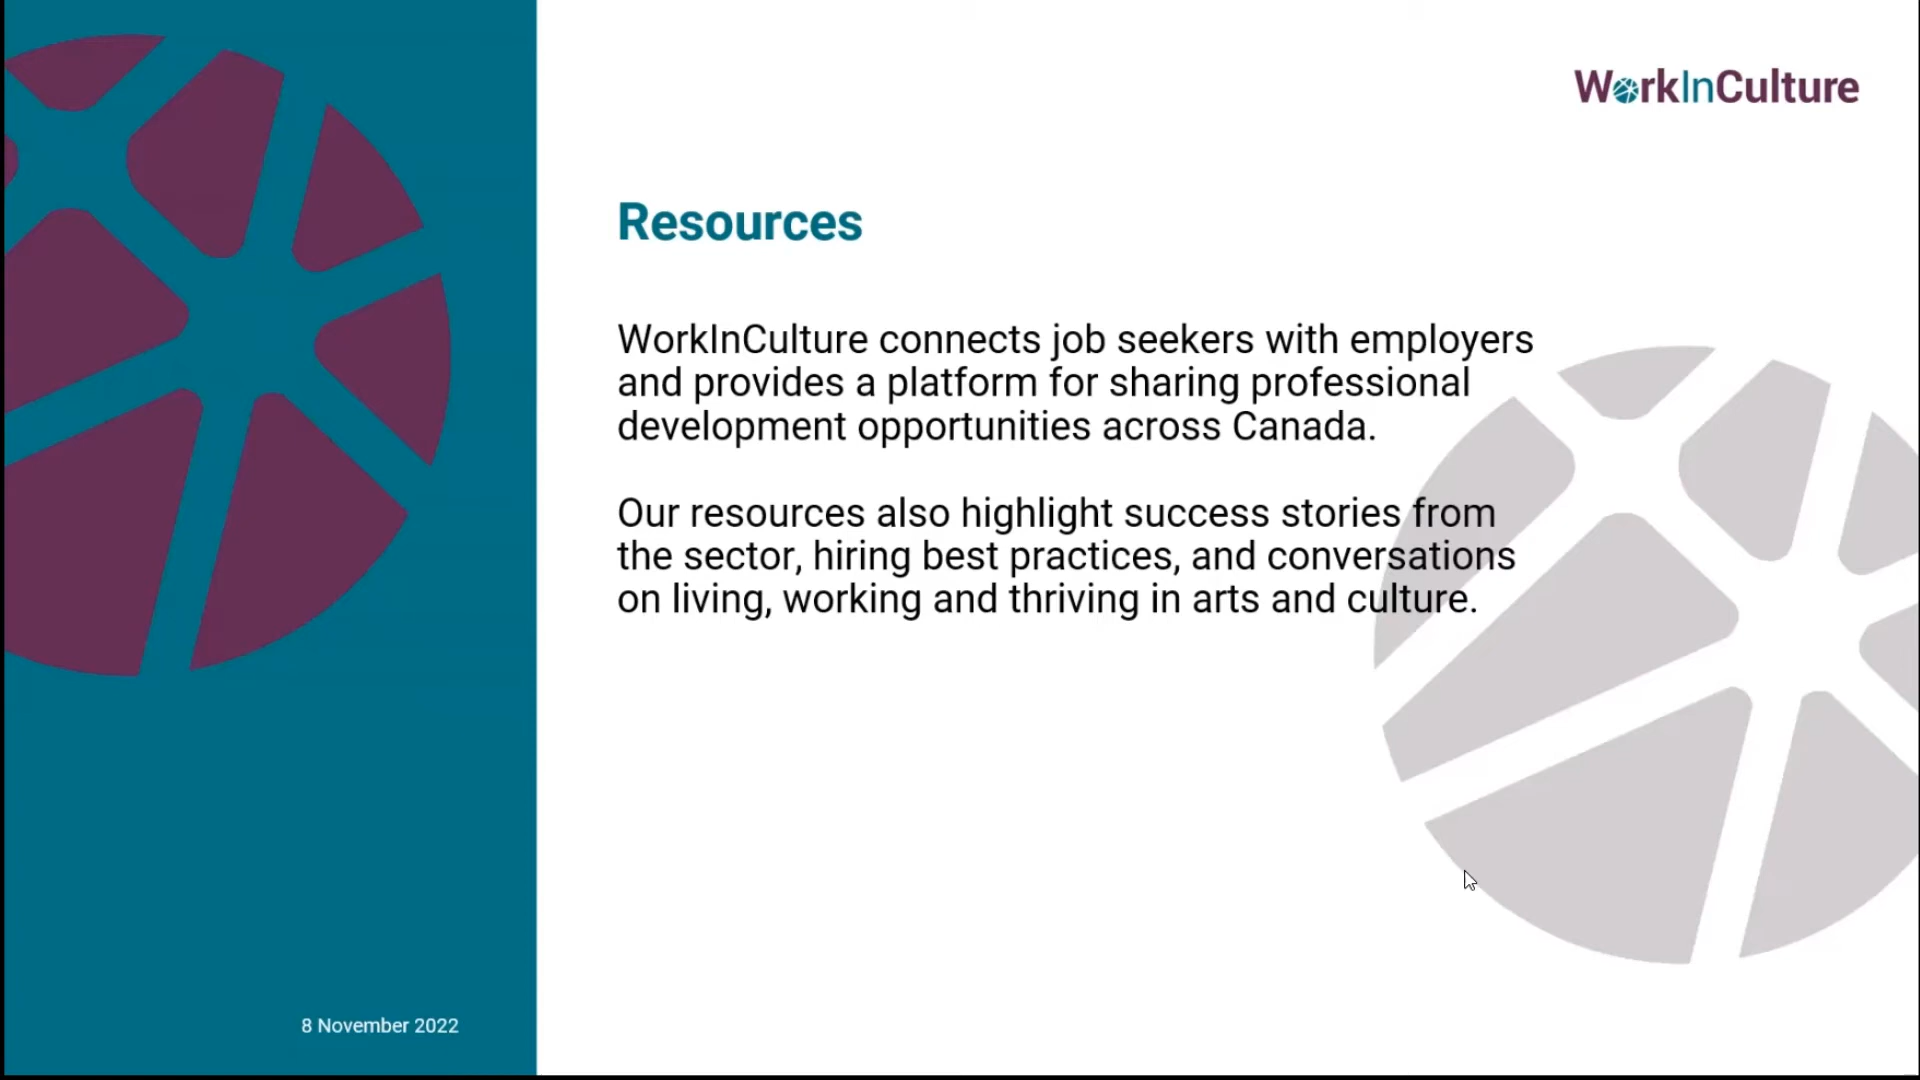 WorkInCulture
Resources
WorkInCulture connects job seekers with employers
and provides a platform for sharing professional
development opportunities across Canada.
Our resources also highlight success stories from
the sector, hiring best practices, and conversations
on living, working and thriving in arts and culture.
8 November 2022